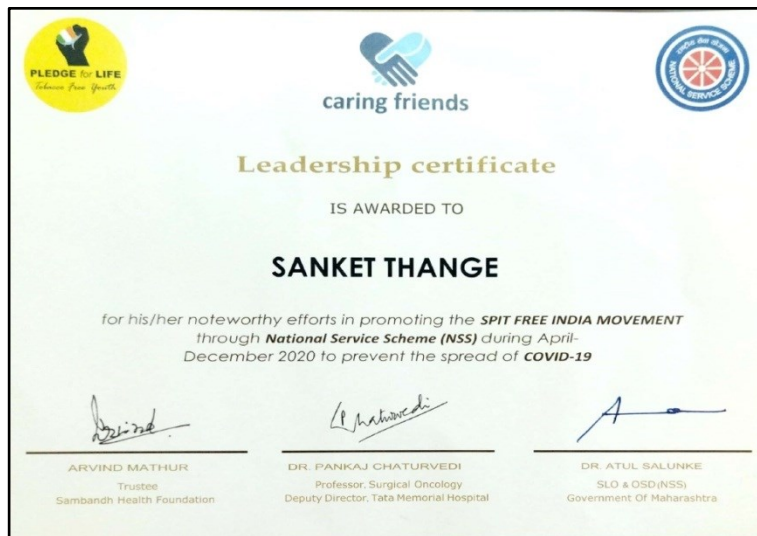 PLEDGE for LIFE
Tobacco Free Youth
caring friends
राष्ट्रीय सेवा योजना
NATIONAL SERVICE SCHEME
Leadership certificate
IS AWARDED TO
SANKET THANGE
for his/her noteworthy efforts in promoting the SPIT FREE INDIA MOVEMENT
through National Service Scheme (NSS) during April-
December 2020 to prevent the spread of COVID-19
Arvind
P Chaturvedi
ARVIND MATHUR
DR. PANKAJ CHATURVEDI
DR. ATUL SALUNKE
Trustee
Professor, Surgical Oncology
SLO & OSD(NSS)
Sambandh Health Foundation
Deputy Director, Tata Memorial Hospital
Government Of Maharashtra